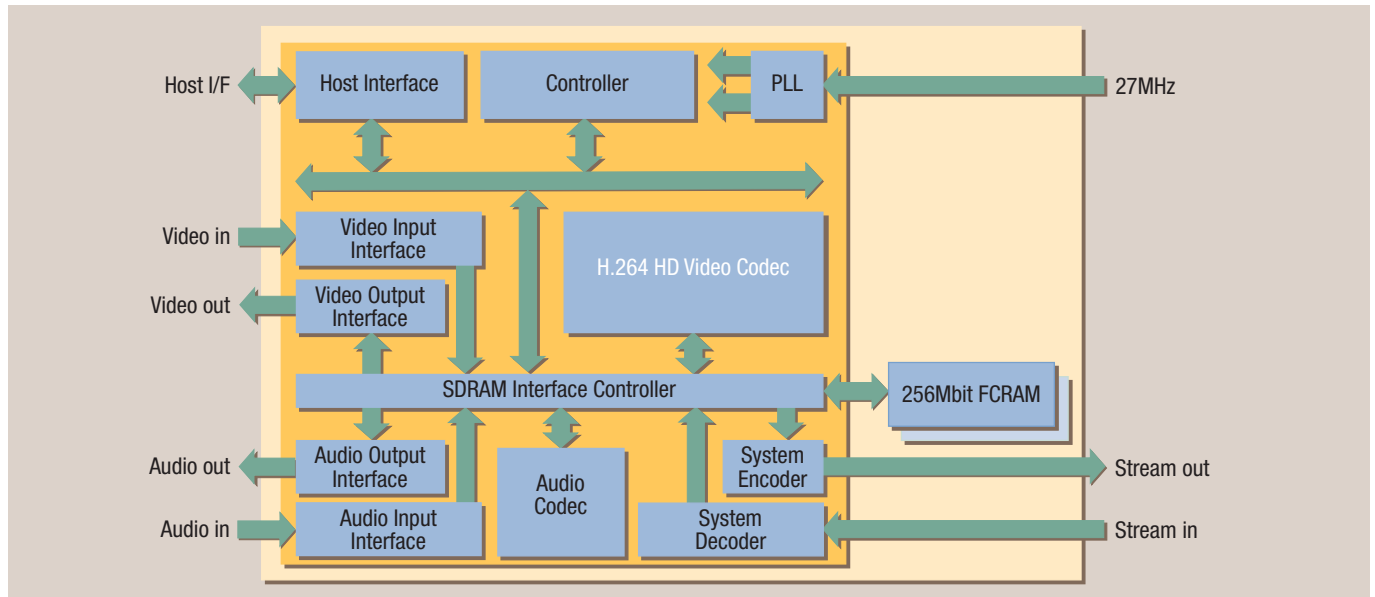 Host I/F
Host Interface
Controller
PLL
27MHz
Video in
Video Input
Interface
H.264 HD Video Codec
Video out
Video Output
Interface
SDRAM Interface Controller
256Mbit FCRAM
Audio out
Audio Output
Interface
Audio
Codec
System
Encoder
Stream out
Audio in
Audio Input
Interface
System
Decoder
Stream in